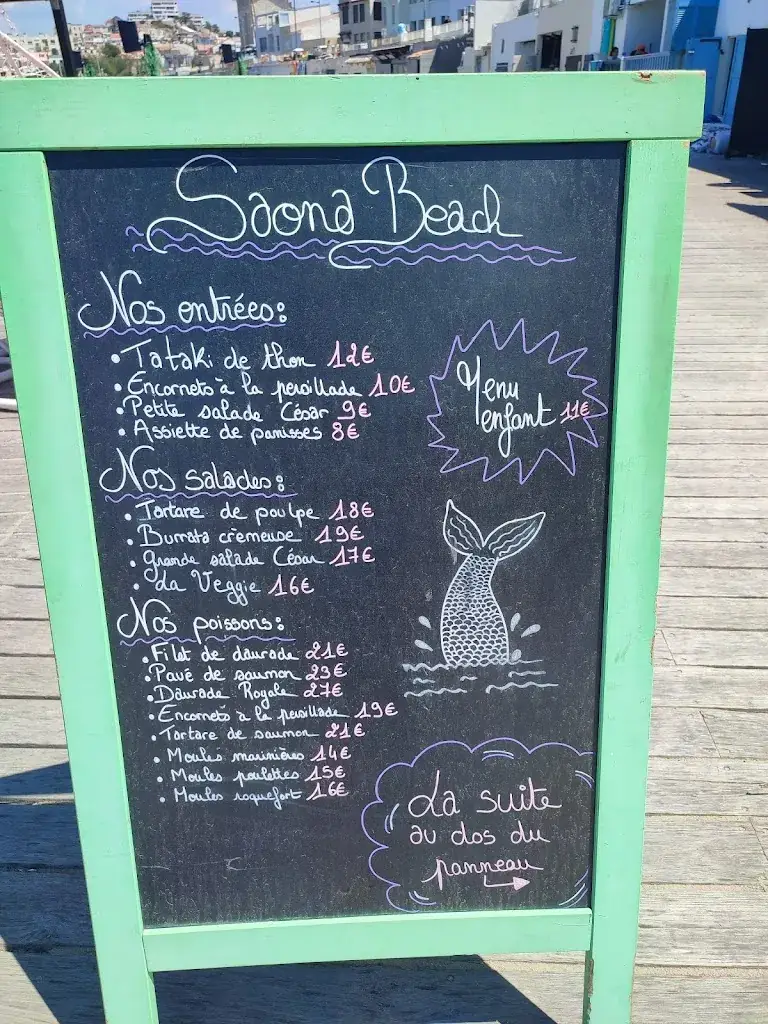 Saona Beach
Nos entrées:
• Tataki de thon 12€
• Encornets à la persillade 10€
• Petite salade César 9€
• Assiette de panisses 8€
Menu
enfant 11€
Nos salades:
• Tartare de poulpe 18€
• Burrata crèmeuse 19€
• Grande salade César 17€
• La Veggie 16€
Nos poissons:
• Filet de daurade 21€
• Pavé de saumon 23€
• Daurade Royale 27€
• Encornets à la persillade 19€
• Tartare de saumon 21€
• Moules marinières 14€
• Moules poulettes 15€
• Moules roquefort 16€
La suite
au dos du
panneau